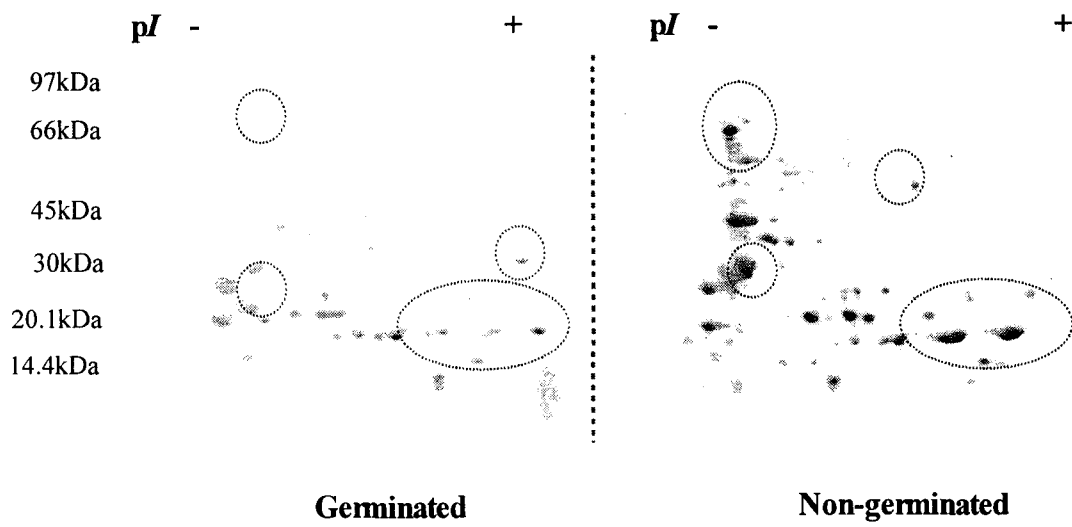 pI - + pI - +
97kDa
66kDa
45kDa
30kDa
20.1kDa
14.4kDa
Germinated Non-germinated